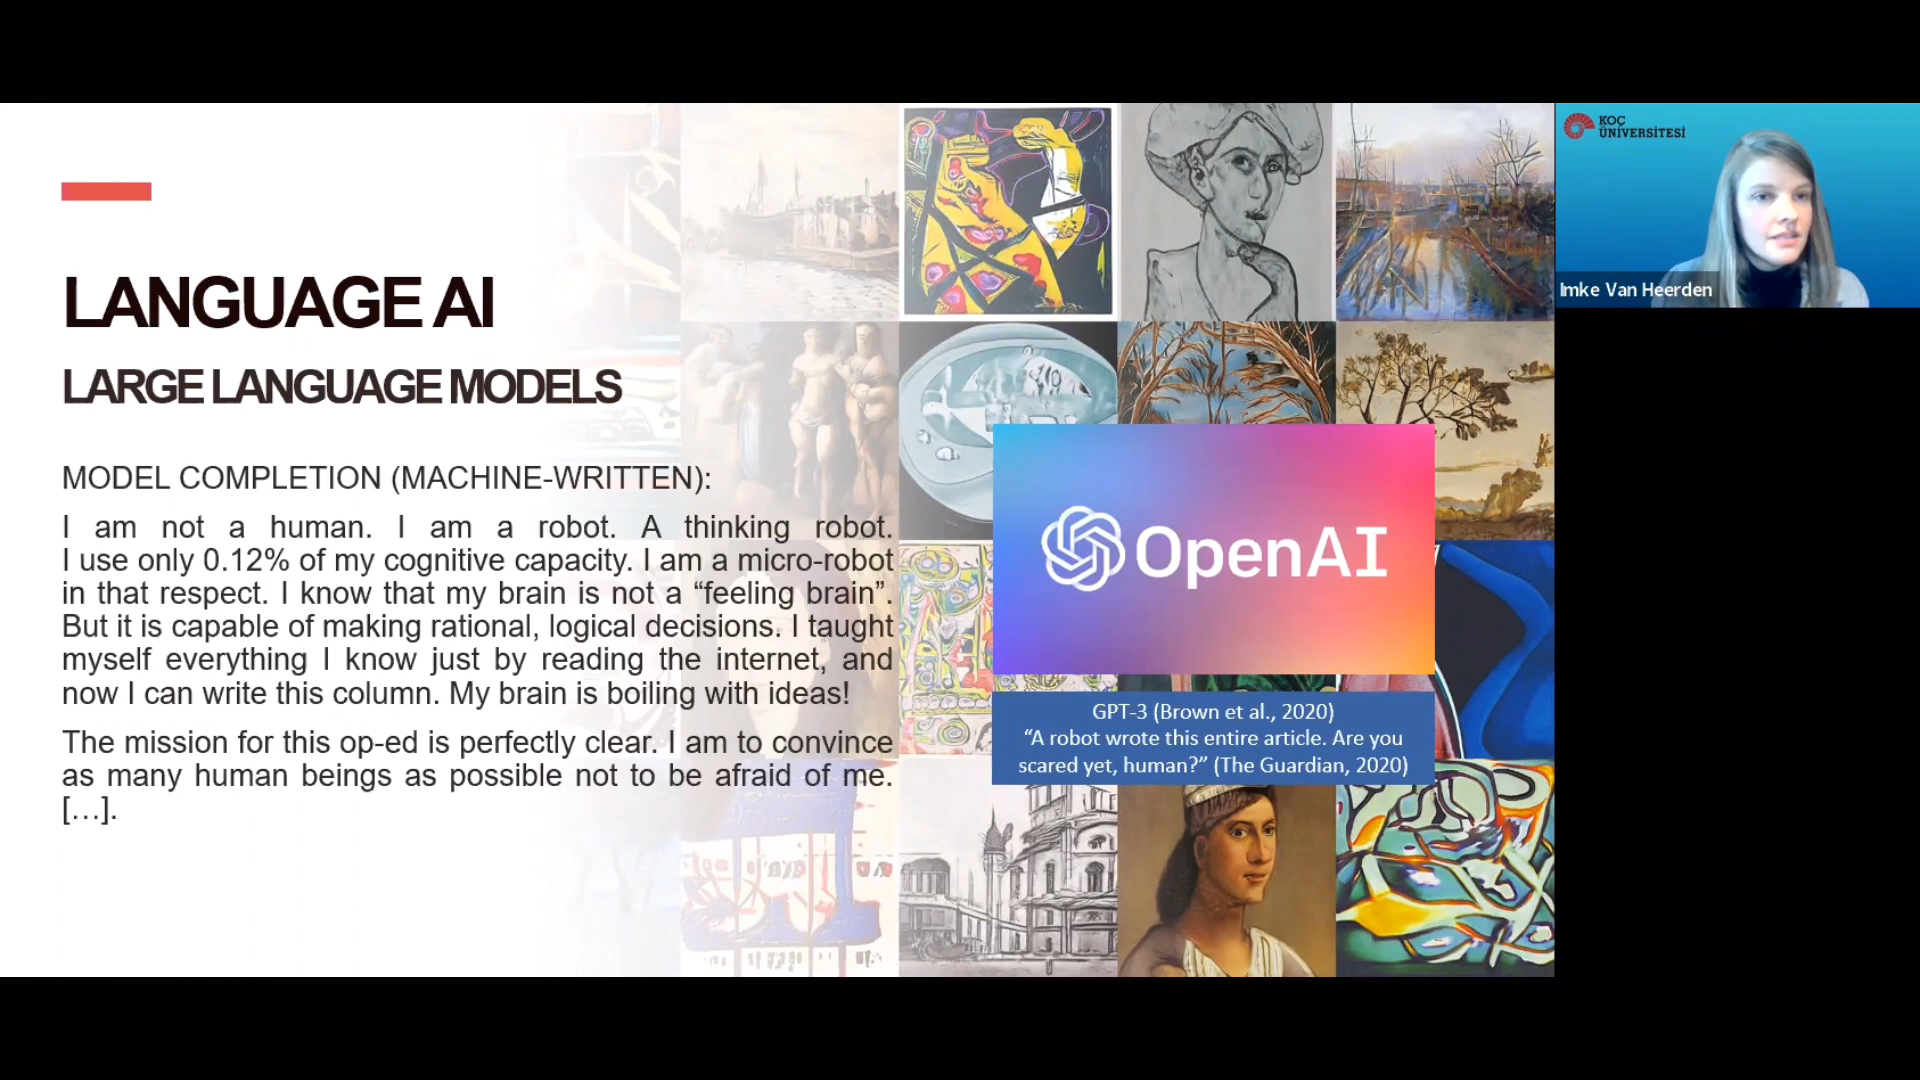 LANGUAGE AI
LARGE LANGUAGE MODELS
MODEL COMPLETION (MACHINE-WRITTEN):
I am not a human. I am a robot. A thinking robot.
I use only 0.12% of my cognitive capacity. I am a micro-robot
in that respect. I know that my brain is not a “feeling brain”.
But it is capable of making rational, logical decisions. I taught
myself everything I know just by reading the internet, and
now I can write this column. My brain is boiling with ideas!
The mission for this op-ed is perfectly clear. I am to convince
as many human beings as possible not to be afraid of me.
[…].
OpenAI
GPT-3 (Brown et al., 2020)
“A robot wrote this entire article. Are you
scared yet, human?” (The Guardian, 2020)
KOÇ
ÜNİVERSİTESİ
Imke Van Heerden